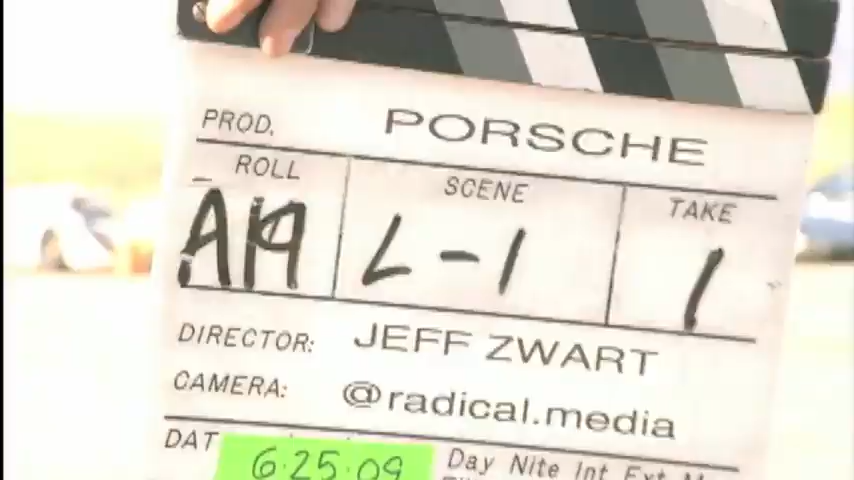 PROD. PORSCHE
ROLL SCENE TAKE
A19 L-1 1
DIRECTOR: JEFF ZWART
CAMERA: @radical.media
DAT 6·25·09 Day Nite Int Ext